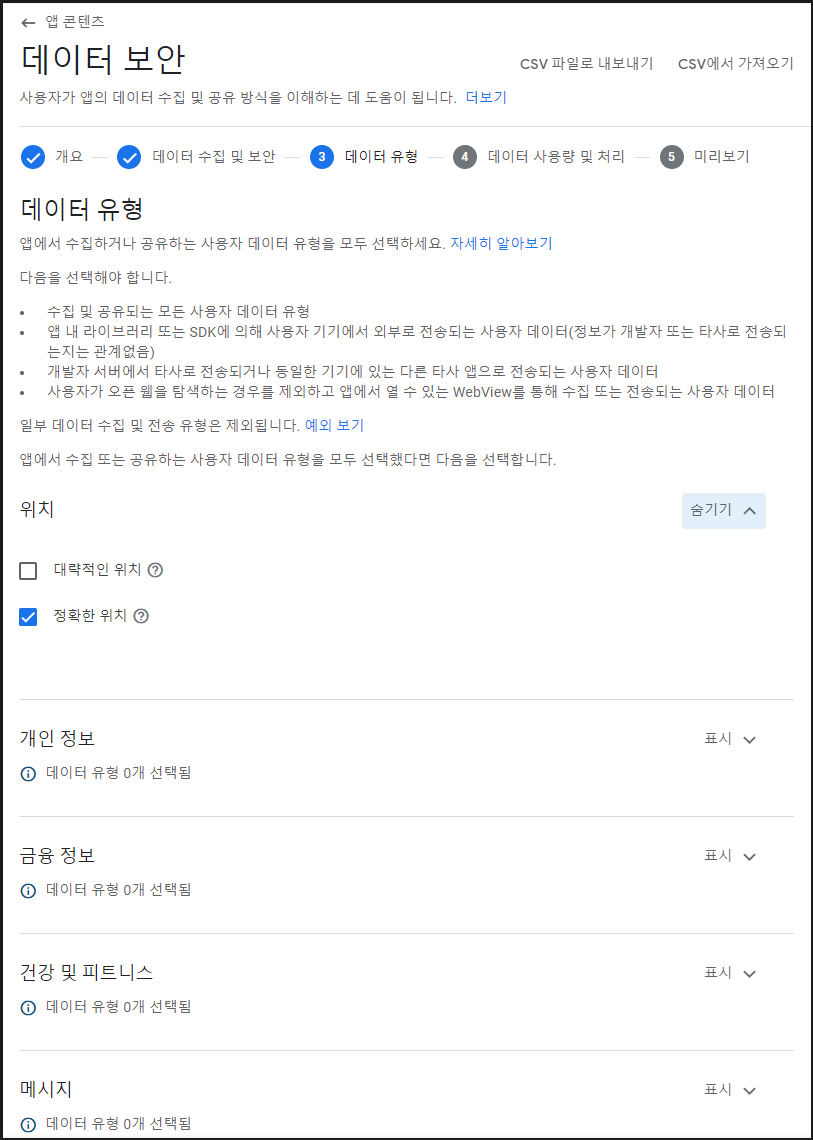 ← 앱 콘텐츠
데이터 보안
CSV 파일로 내보내기 CSV에서 가져오기
사용자가 앱의 데이터 수집 및 공유 방식을 이해하는 데 도움이 됩니다. 더보기
개요 데이터 수집 및 보안 3 데이터 유형 4 데이터 사용량 및 처리 5 미리보기
데이터 유형
앱에서 수집하거나 공유하는 사용자 데이터 유형을 모두 선택하세요. 자세히 알아보기
다음을 선택해야 합니다.
• 수집 및 공유되는 모든 사용자 데이터 유형
• 앱 내 라이브러리 또는 SDK에 의해 사용자 기기에서 외부로 전송되는 사용자 데이터(정보가 개발자 또는 타사로 전송되
는지는 관계없음)
• 개발자 서버에서 타사로 전송되거나 동일한 기기에 있는 다른 타사 앱으로 전송되는 사용자 데이터
• 사용자가 오픈 웹을 탐색하는 경우를 제외하고 앱에서 열 수 있는 WebView를 통해 수집 또는 전송되는 사용자 데이터
일부 데이터 수집 및 전송 유형은 제외됩니다. 예외 보기
앱에서 수집 또는 공유하는 사용자 데이터 유형을 모두 선택했다면 다음을 선택합니다.
위치 숨기기
대략적인 위치
정확한 위치
개인 정보 표시
데이터 유형 0개 선택됨
금융 정보 표시
데이터 유형 0개 선택됨
건강 및 피트니스 표시
데이터 유형 0개 선택됨
메시지 표시
데이터 유형 0개 선택됨